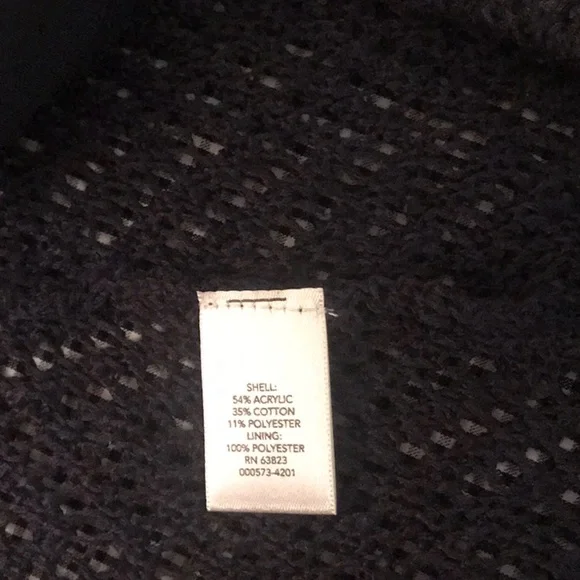 SHELL:
54% ACRYLIC
35% COTTON
11% POLYESTER
LINING:
100% POLYESTER
RN 63823
000573-4201